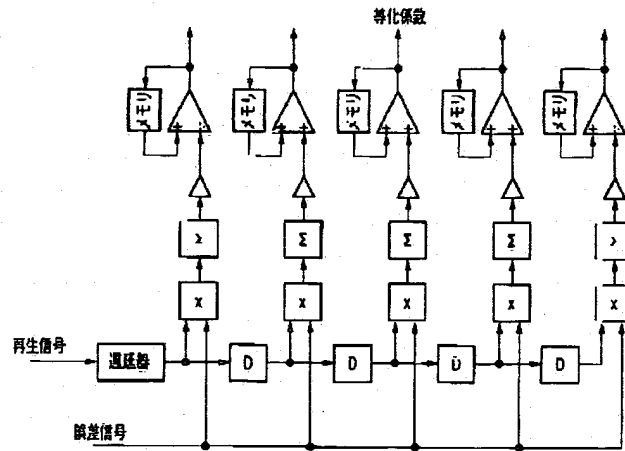 等化係数
メモリ メモリ メモリ メモリ メモリ
+ - + + + + + + + -
Σ Σ Σ
X X X X X
再生信号
遅延器 D D D D
誤差信号